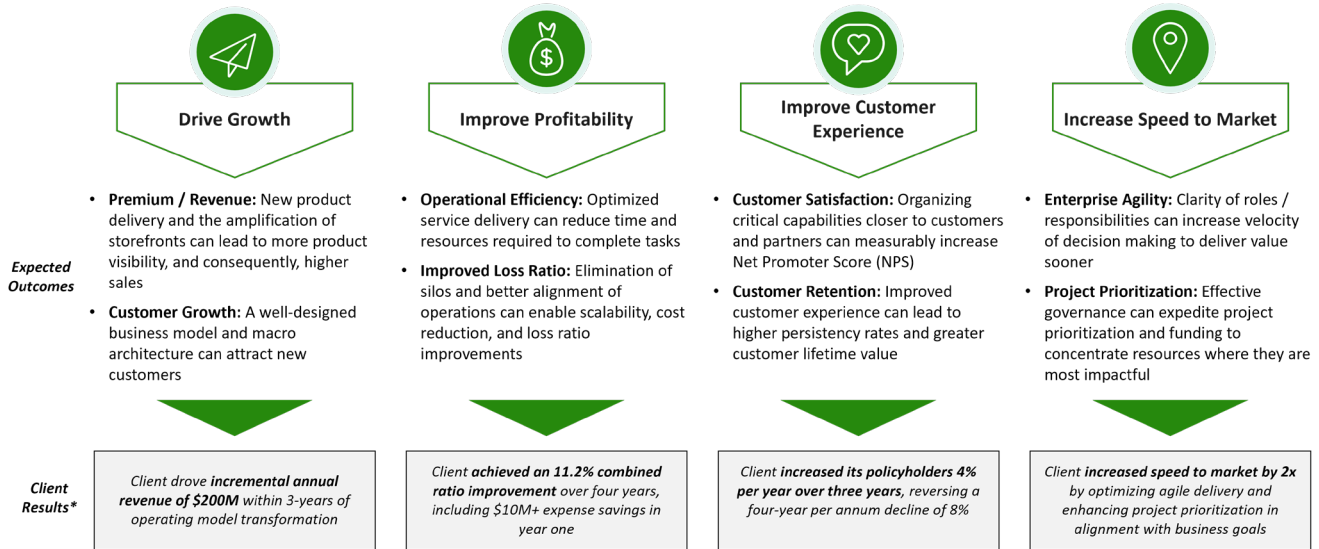 Drive Growth
Improve Profitability
Improve Customer
Experience
Increase Speed to Market
Expected
Outcomes
• Premium / Revenue: New product
delivery and the amplification of
storefronts can lead to more product
visibility, and consequently, higher
sales
• Customer Growth: A well-designed
business model and macro
architecture can attract new
customers
• Operational Efficiency: Optimized
service delivery can reduce time and
resources required to complete tasks
• Improved Loss Ratio: Elimination of
silos and better alignment of
operations can enable scalability, cost
reduction, and loss ratio
improvements
• Customer Satisfaction: Organizing
critical capabilities closer to customers
and partners can measurably increase
Net Promoter Score (NPS)
• Customer Retention: Improved
customer experience can lead to
higher persistency rates and greater
customer lifetime value
• Enterprise Agility: Clarity of roles /
responsibilities can increase velocity
of decision making to deliver value
sooner
• Project Prioritization: Effective
governance can expedite project
prioritization and funding to
concentrate resources where they are
most impactful
Client
Results*
Client drove incremental annual
revenue of $200M within 3-years of
operating model transformation
Client achieved an 11.2% combined
ratio improvement over four years,
including $10M+ expense savings in
year one
Client increased its policyholders 4%
per year over three years, reversing a
four-year per annum decline of 8%
Client increased speed to market by 2x
by optimizing agile delivery and
enhancing project prioritization in
alignment with business goals